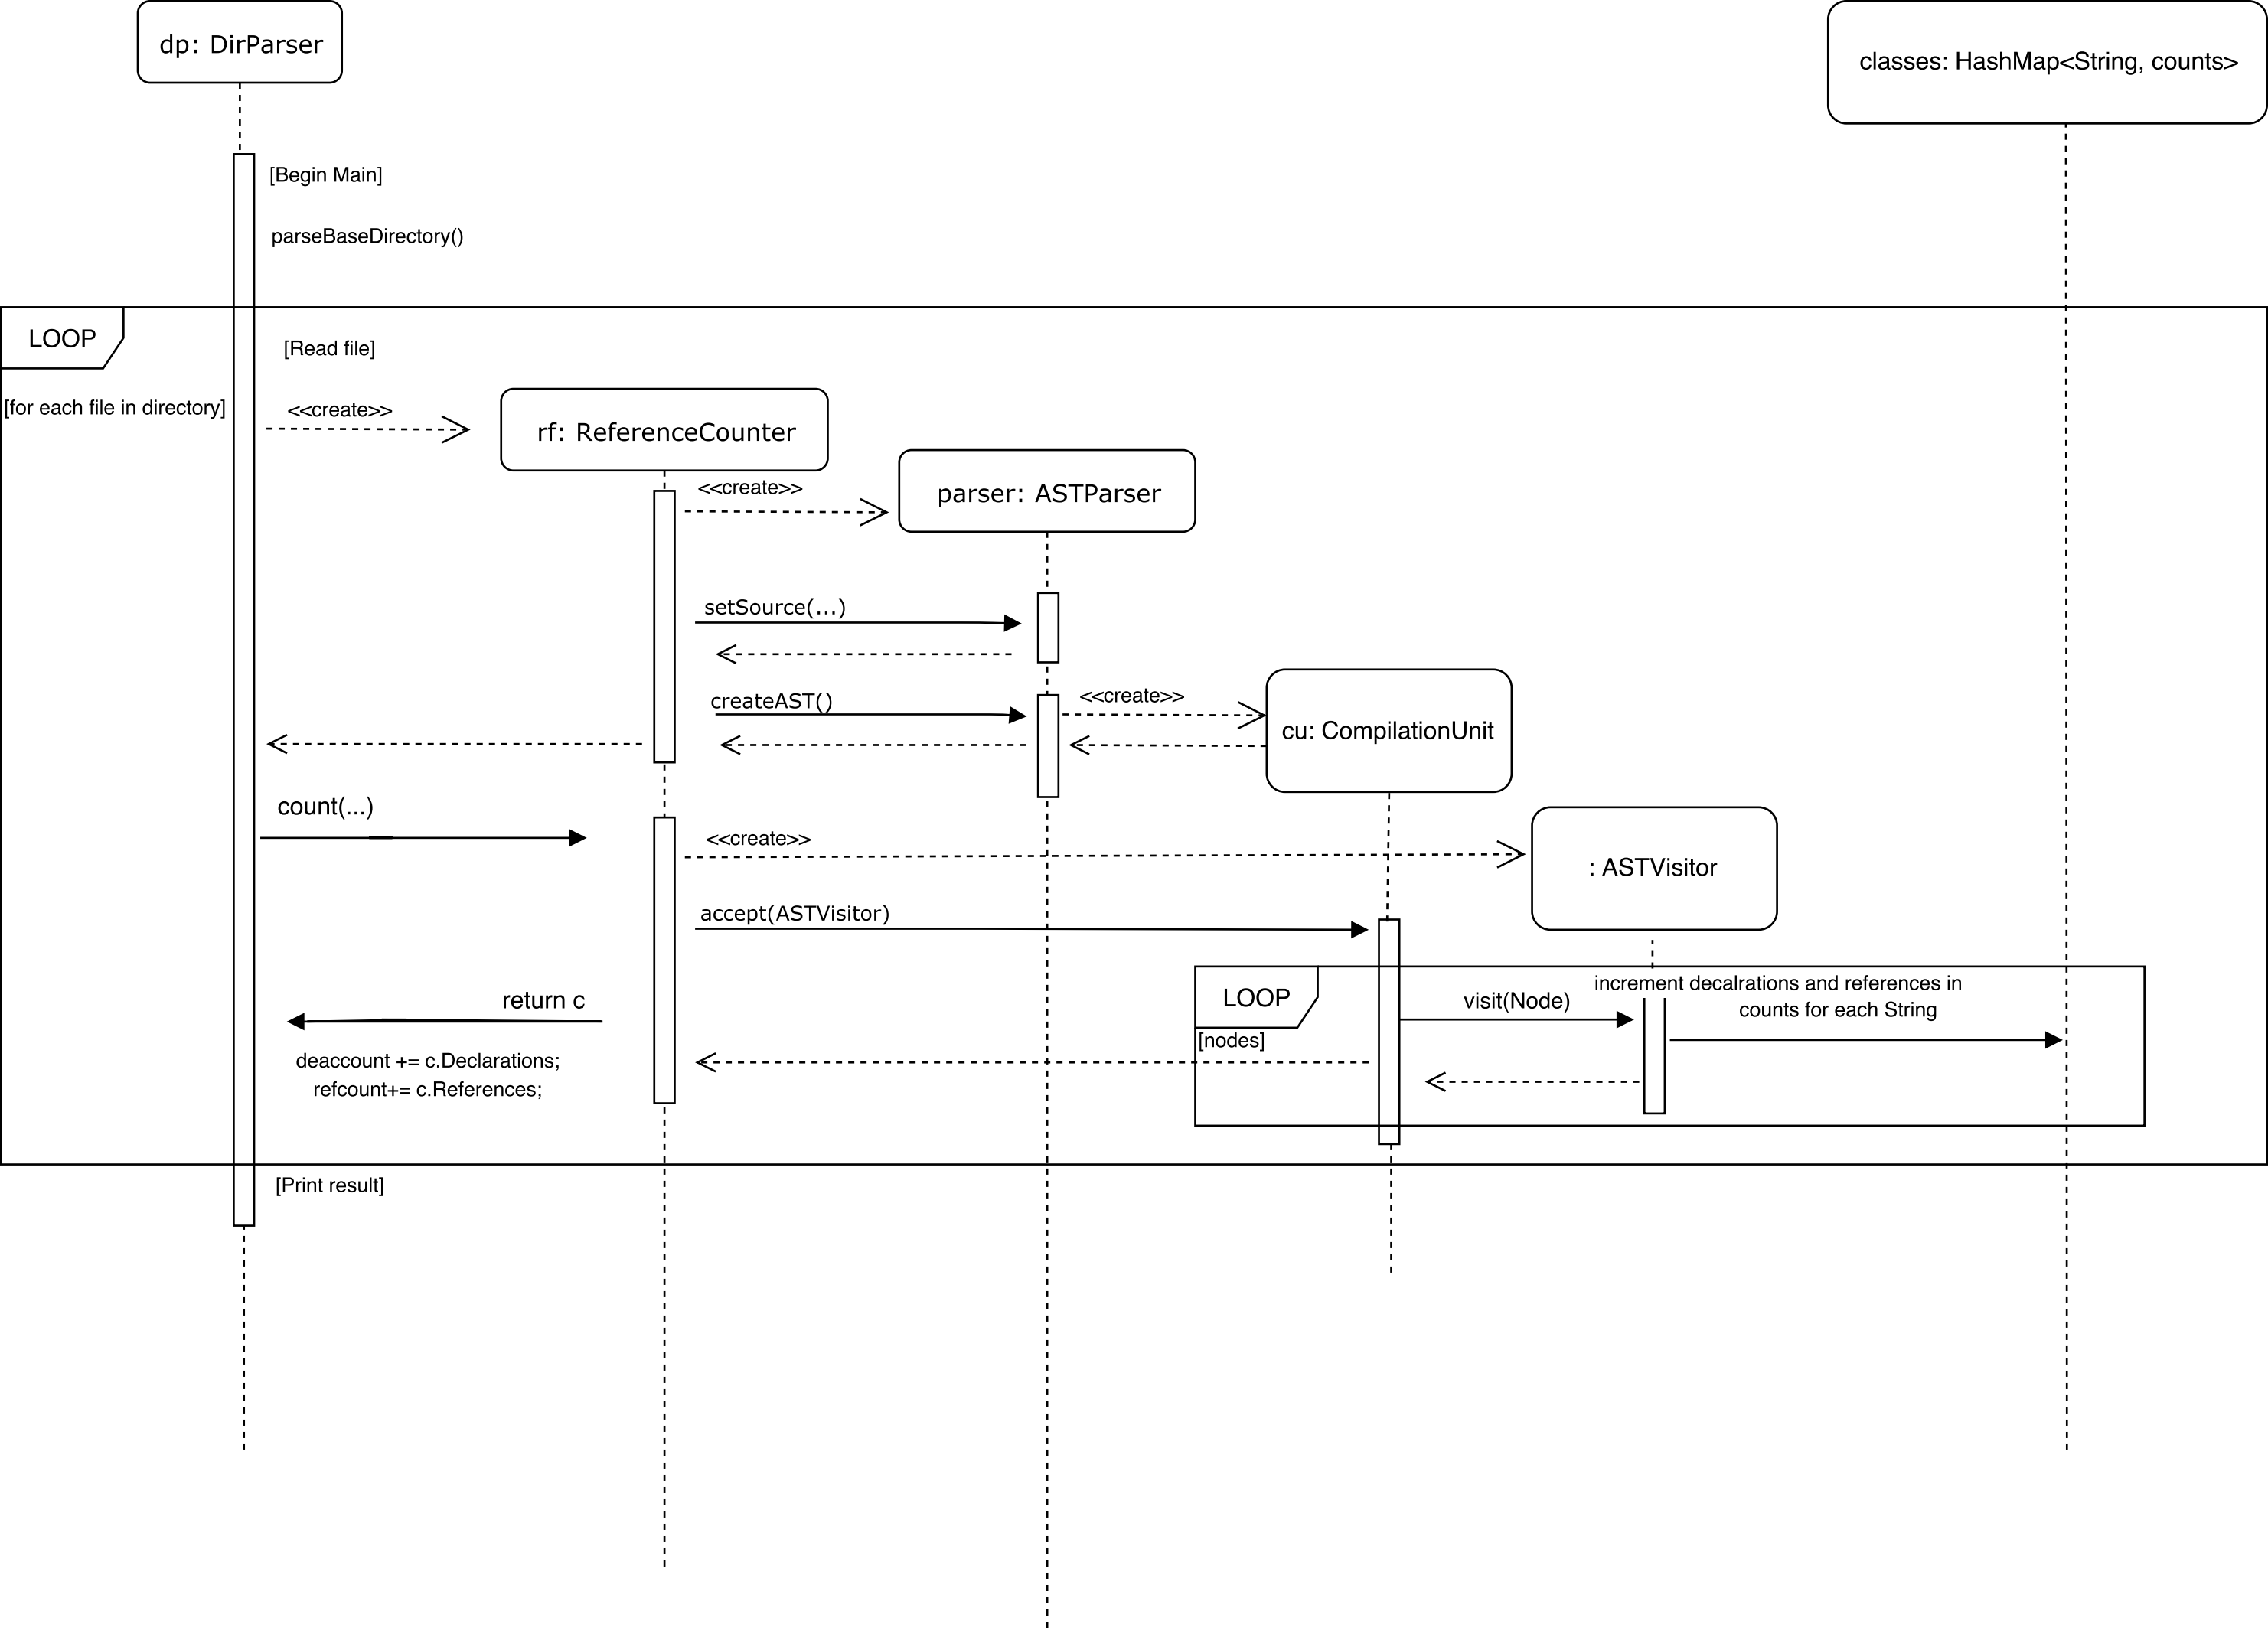 dp: DirParser
classes: HashMap<String, counts>
[Begin Main]
parseBaseDirectory()
LOOP
[Read file]
[for each file in directory]
<<create>>
rf: ReferenceCounter
<<create>>
parser: ASTParser
setSource(...)
createAST()
<<create>>
cu: CompilationUnit
count(...)
<<create>>
: ASTVisitor
accept(ASTVisitor)
LOOP
[nodes]
visit(Node)
increment decalrations and references in
counts for each String
return c
deaccount += c.Declarations;
refcount+= c.References;
[Print result]